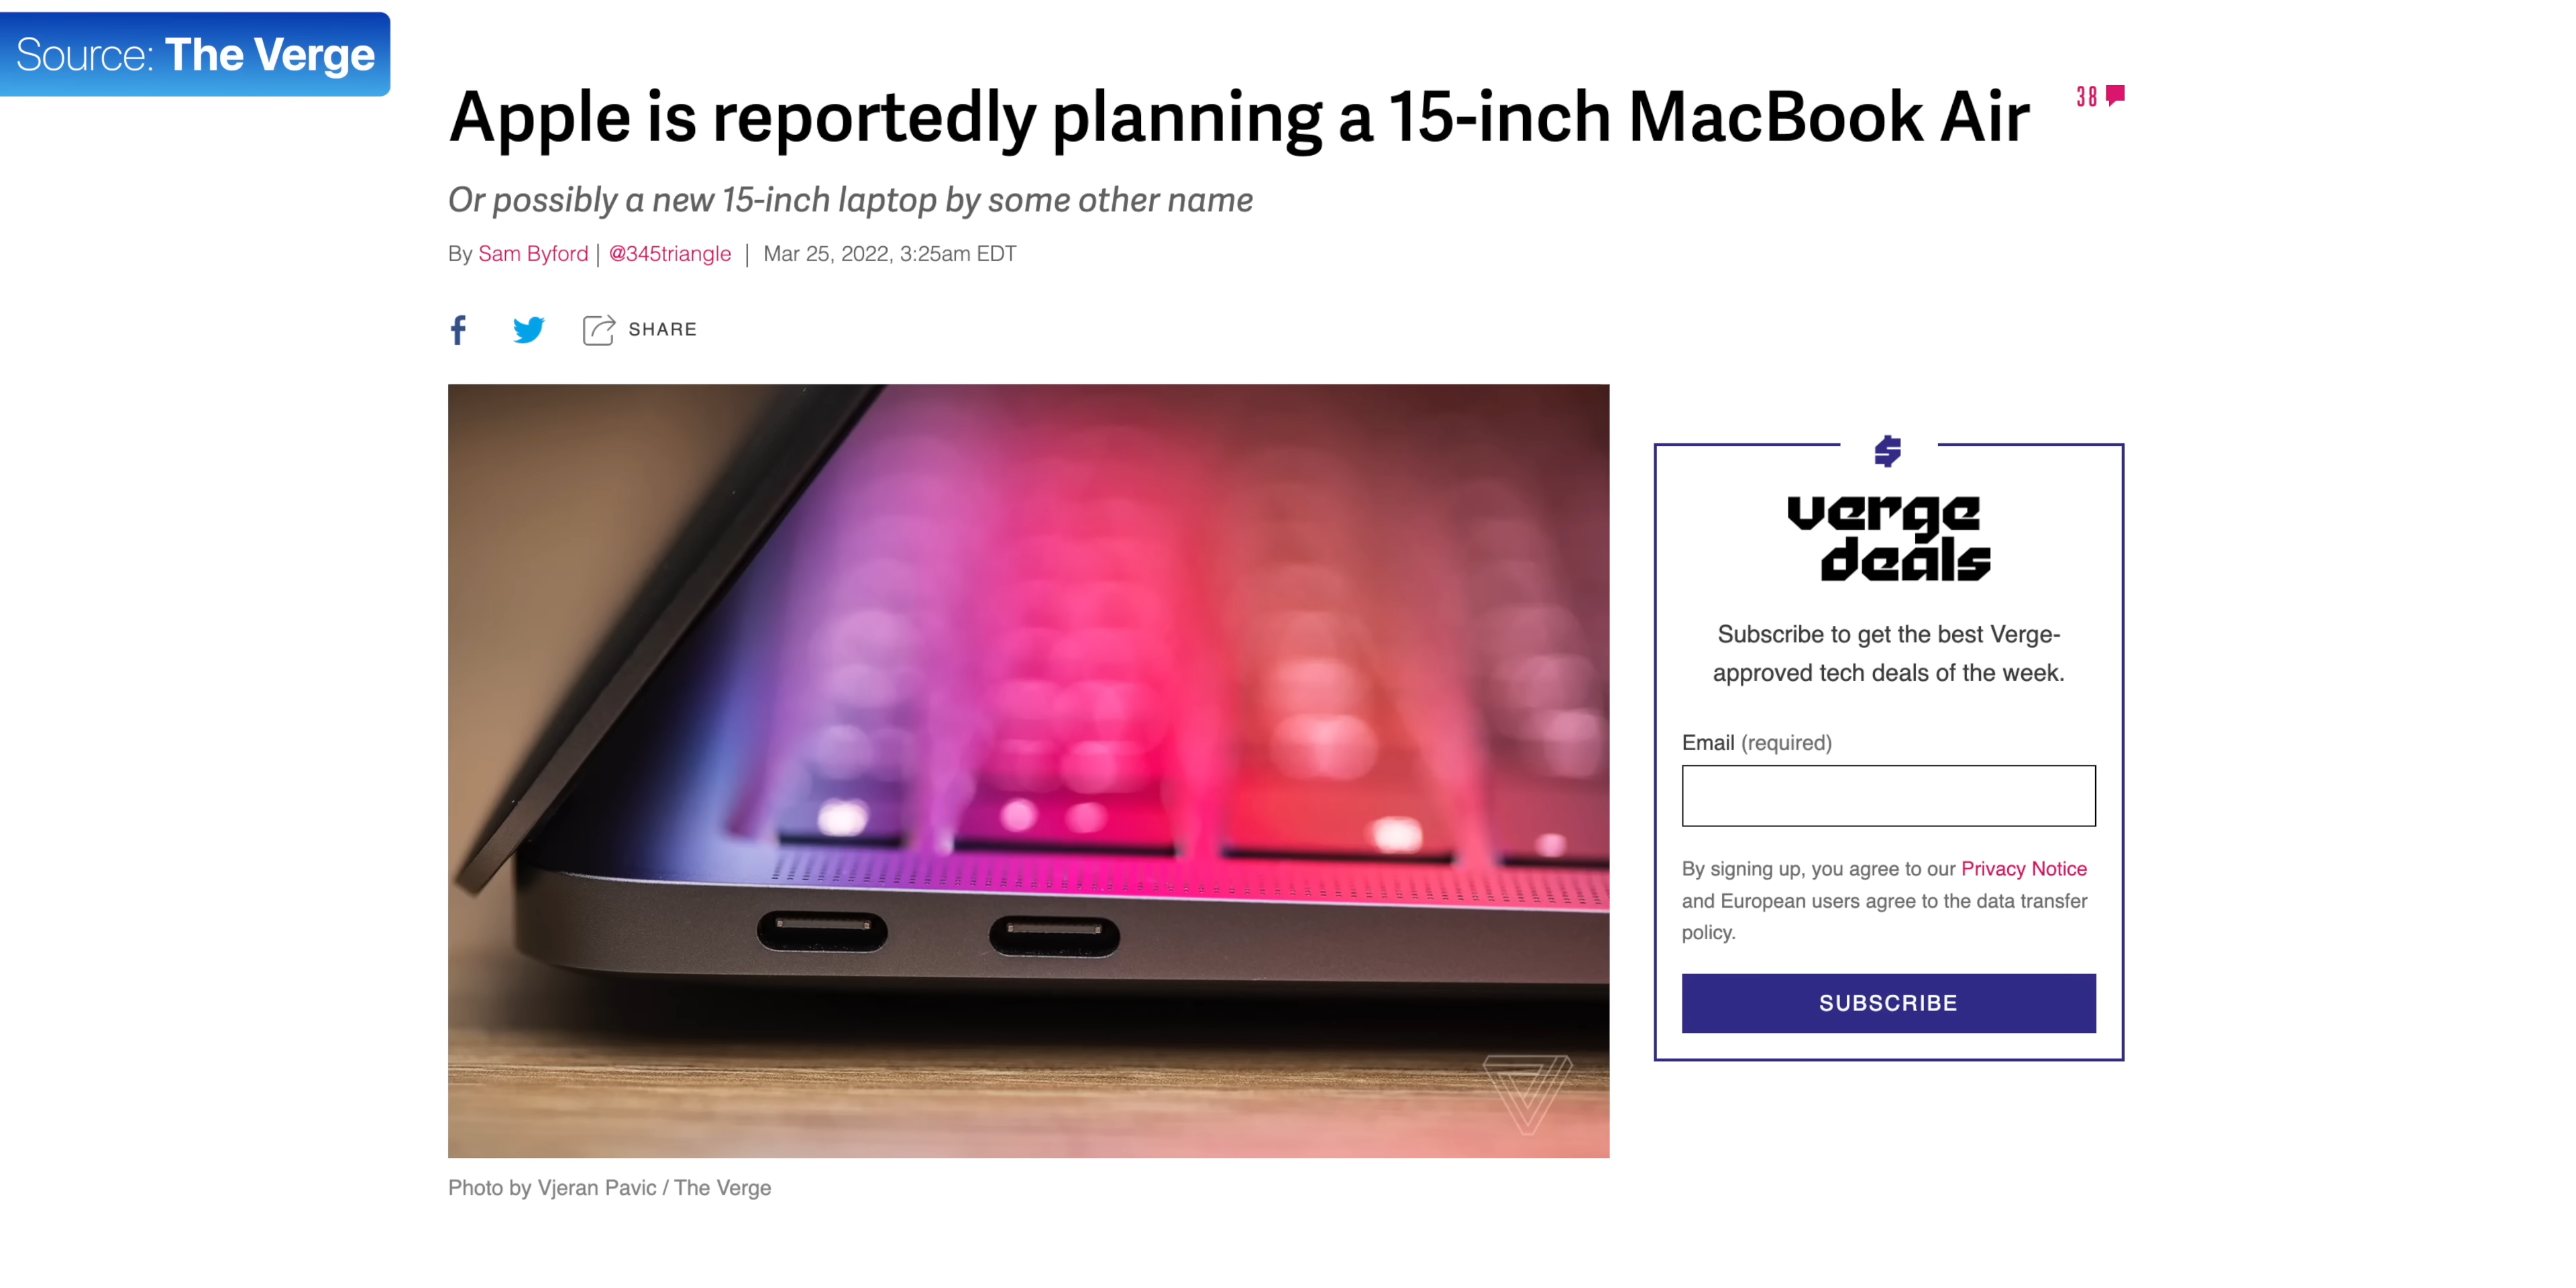 Source: The Verge
Apple is reportedly planning a 15-inch MacBook Air
38
Or possibly a new 15-inch laptop by some other name
By Sam Byford | @345triangle | Mar 25, 2022, 3:25am EDT
SHARE
verge
deals
Subscribe to get the best Verge-
approved tech deals of the week.
Email (required)
By signing up, you agree to our Privacy Notice
and European users agree to the data transfer
policy.
SUBSCRIBE
Photo by Vjeran Pavic / The Verge